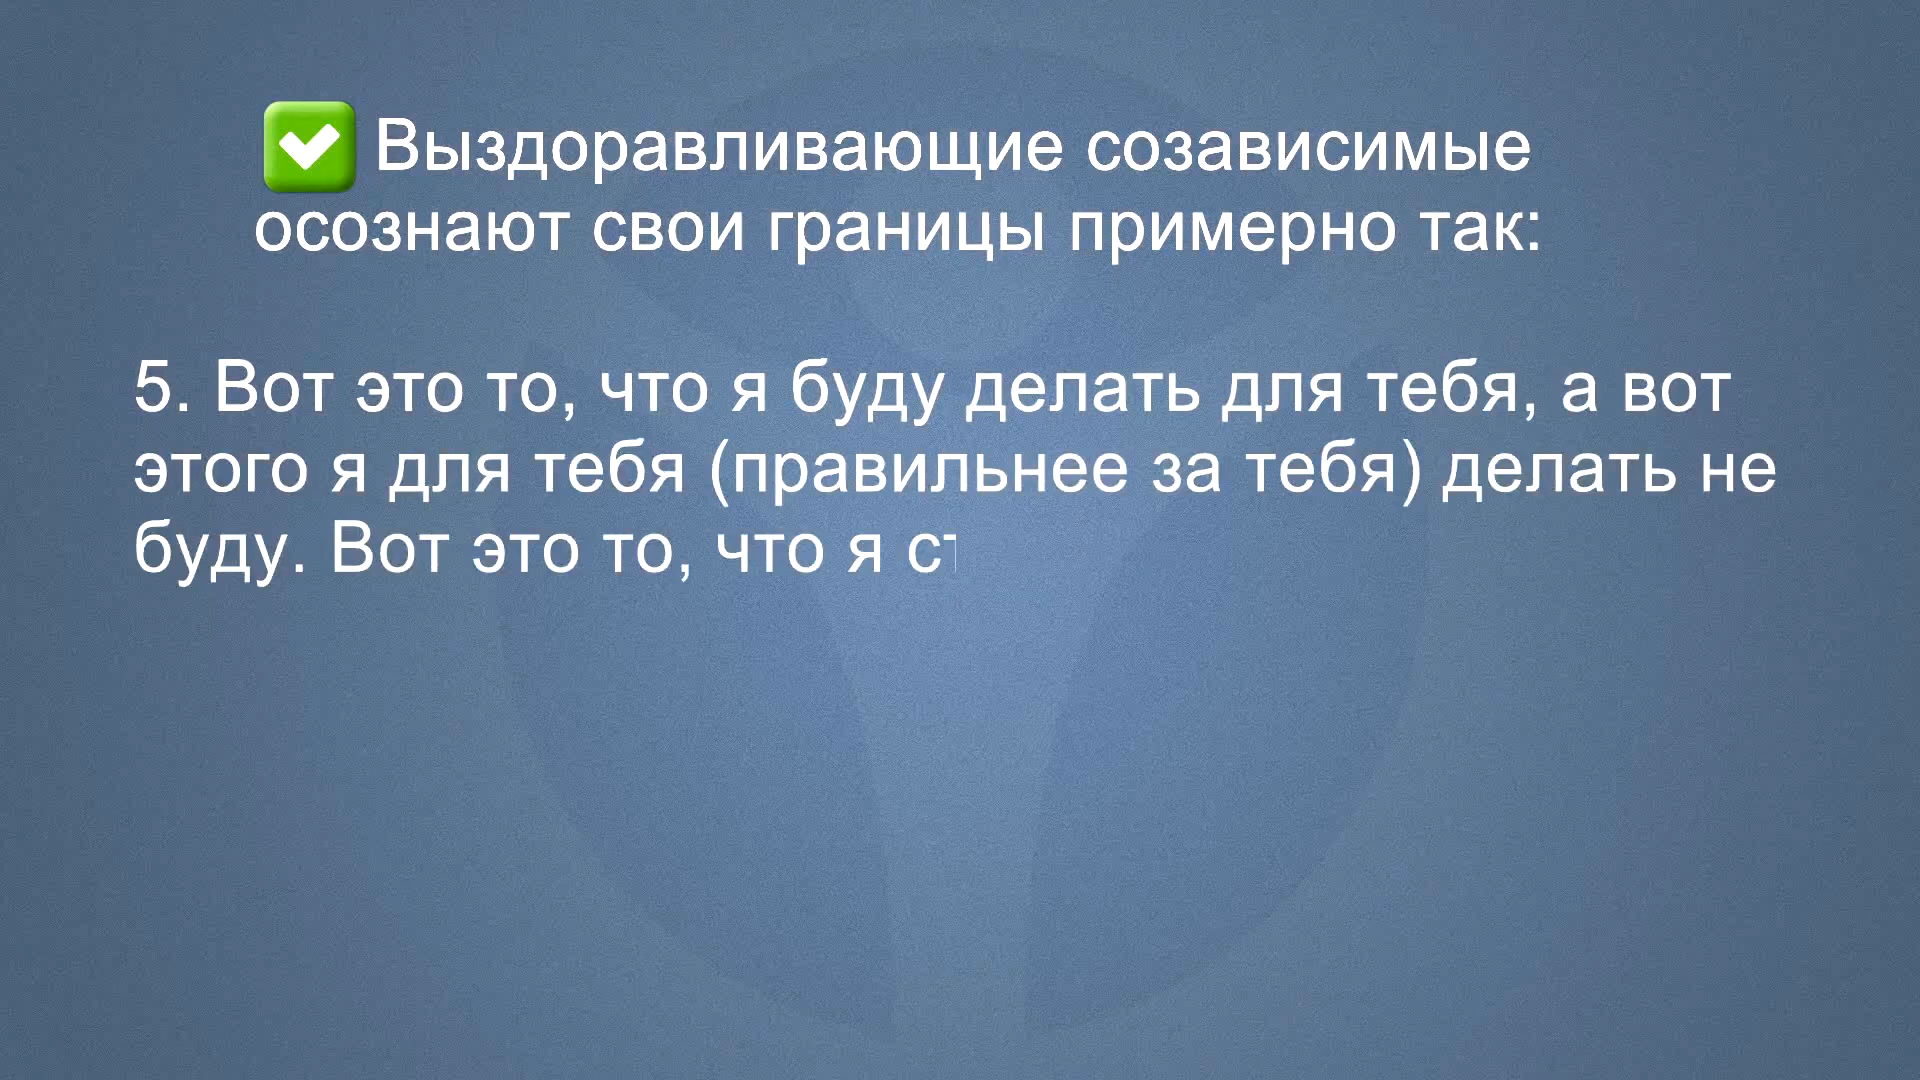 ✅ Выздоравливающие созависимые
осознают свои границы примерно так:
5. Вот это то, что я буду делать для тебя, а вот
этого я для тебя (правильнее за тебя) делать не
буду. Вот это то, что я